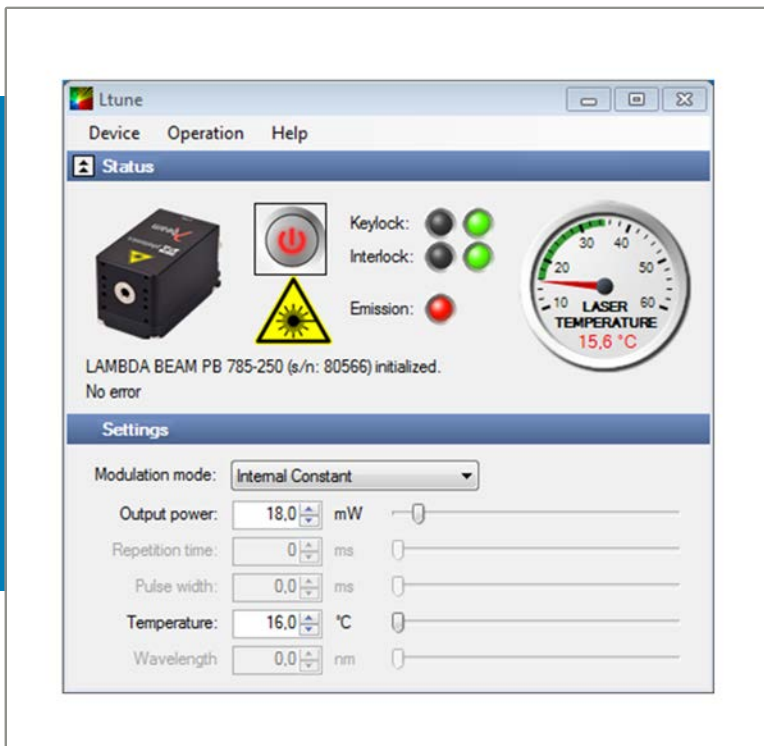 Ltune
Device Operation Help
Status
Keylock:
Interlock:
Emission:
10 20 30 40 50 60
LASER
TEMPERATURE
15,6 °C
LAMBDA BEAM PB 785-250 (s/n: 80566) initialized.
No error
Settings
Modulation mode: Internal Constant
Output power: 18,0 mW
Repetition time: 0 ms
Pulse width: 0,0 ms
Temperature: 16,0 °C
Wavelength 0,0 nm